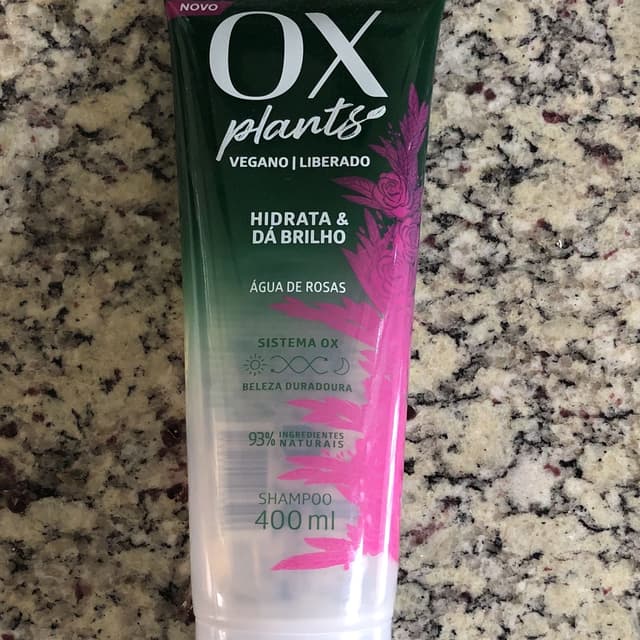 NOVO
OX
plants
VEGANO | LIBERADO
HIDRATA &
DÁ BRILHO
ÁGUA DE ROSAS
SISTEMA OX
BELEZA DURADOURA
93% INGREDIENTES
NATURAIS
SHAMPOO
400 ml